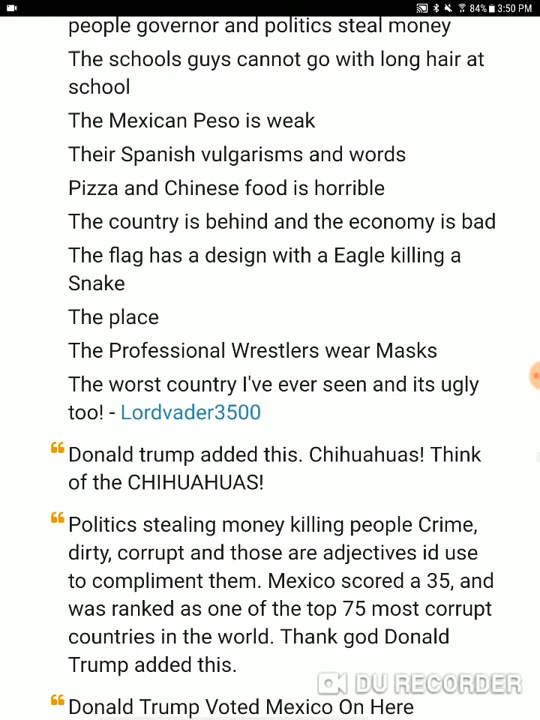 84% 3:50 PM
people governor and politics steal money
The schools guys cannot go with long hair at
school
The Mexican Peso is weak
Their Spanish vulgarisms and words
Pizza and Chinese food is horrible
The country is behind and the economy is bad
The flag has a design with a Eagle killing a
Snake
The place
The Professional Wrestlers wear Masks
The worst country I've ever seen and its ugly
too! - Lordvader3500
Donald trump added this. Chihuahuas! Think
of the CHIHUAHUAS!
Politics stealing money killing people Crime,
dirty, corrupt and those are adjectives id use
to compliment them. Mexico scored a 35, and
was ranked as one of the top 75 most corrupt
countries in the world. Thank god Donald
Trump added this.
DU RECORDER
Donald Trump Voted Mexico On Here